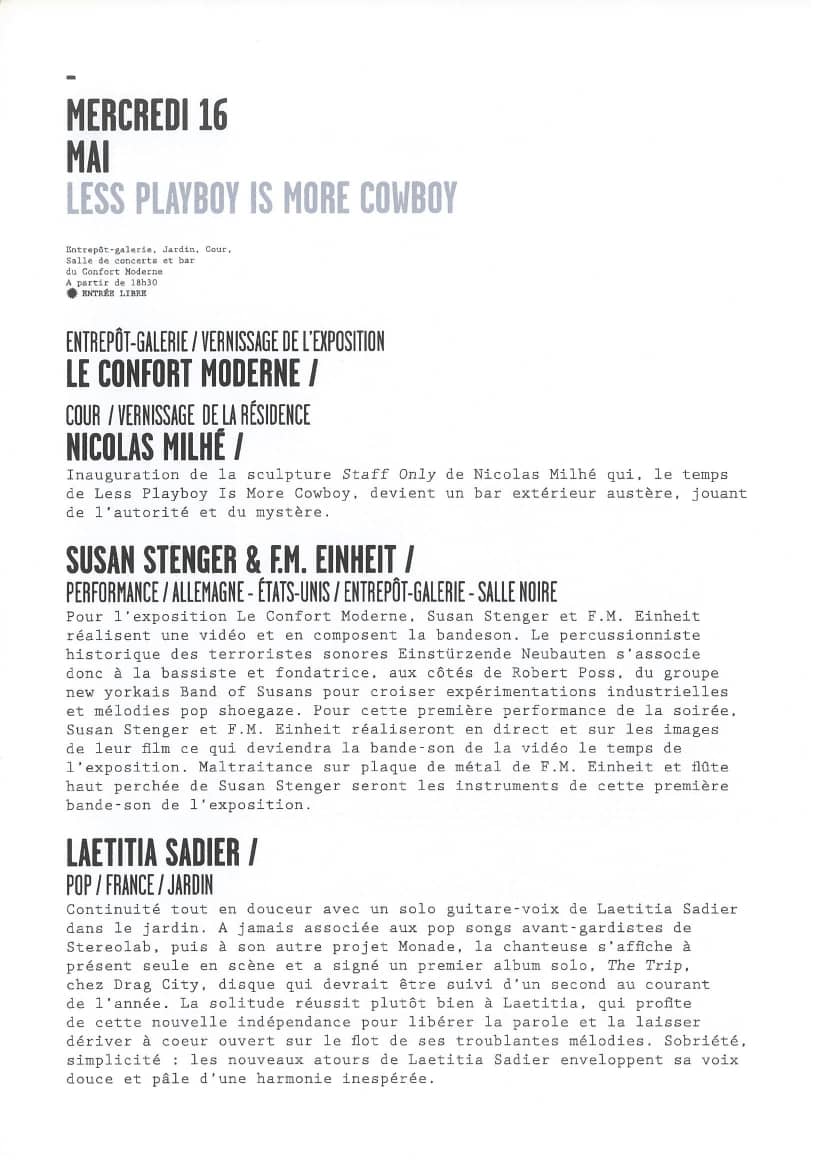 -
MERCREDI 16
MAI
LESS PLAYBOY IS MORE COWBOY
Entrepôt-galerie, Jardin, Cour,
Salle de concerts et bar
du Confort Moderne
A partir de 18h30
ENTRÉE LIBRE
ENTREPÔT-GALERIE / VERNISSAGE DE L'EXPOSITION
LE CONFORT MODERNE /
COUR / VERNISSAGE DE LA RÉSIDENCE
NICOLAS MILHÉ /
Inauguration de la sculpture Staff Only de Nicolas Milhé qui, le temps
de Less Playboy Is More Cowboy, devient un bar extérieur austère, jouant
de l'autorité et du mystère.
SUSAN STENGER & F.M. EINHEIT /
PERFORMANCE / ALLEMAGNE - ÉTATS-UNIS / ENTREPÔT-GALERIE - SALLE NOIRE
Pour l'exposition Le Confort Moderne, Susan Stenger et F.M. Einheit
réalisent une vidéo et en composent la bandeson. Le percussionniste
historique des terroristes sonores Einstürzende Neubauten s'associe
donc à la bassiste et fondatrice, aux côtés de Robert Poss, du groupe
new yorkais Band of Susans pour croiser expérimentations industrielles
et mélodies pop shoegaze. Pour cette première performance de la soirée,
Susan Stenger et F.M. Einheit réaliseront en direct et sur les images
de leur film ce qui deviendra la bande-son de la vidéo le temps de
l'exposition. Maltraitance sur plaque de métal de F.M. Einheit et flûte
haut perchée de Susan Stenger seront les instruments de cette première
bande-son de l'exposition.
LAETITIA SADIER /
POP / FRANCE / JARDIN
Continuité tout en douceur avec un solo guitare-voix de Laetitia Sadier
dans le jardin. A jamais associée aux pop songs avant-gardistes de
Stereolab, puis à son autre projet Monade, la chanteuse s'affiche à
présent seule en scène et a signé un premier album solo, The Trip,
chez Drag City, disque qui devrait être suivi d'un second au courant
de l'année. La solitude réussit plutôt bien à Laetitia, qui profite
de cette nouvelle indépendance pour libérer la parole et la laisser
dériver à coeur ouvert sur le flot de ses troublantes mélodies. Sobriété,
simplicité : les nouveaux atours de Laetitia Sadier enveloppent sa voix
douce et pâle d'une harmonie inespérée.